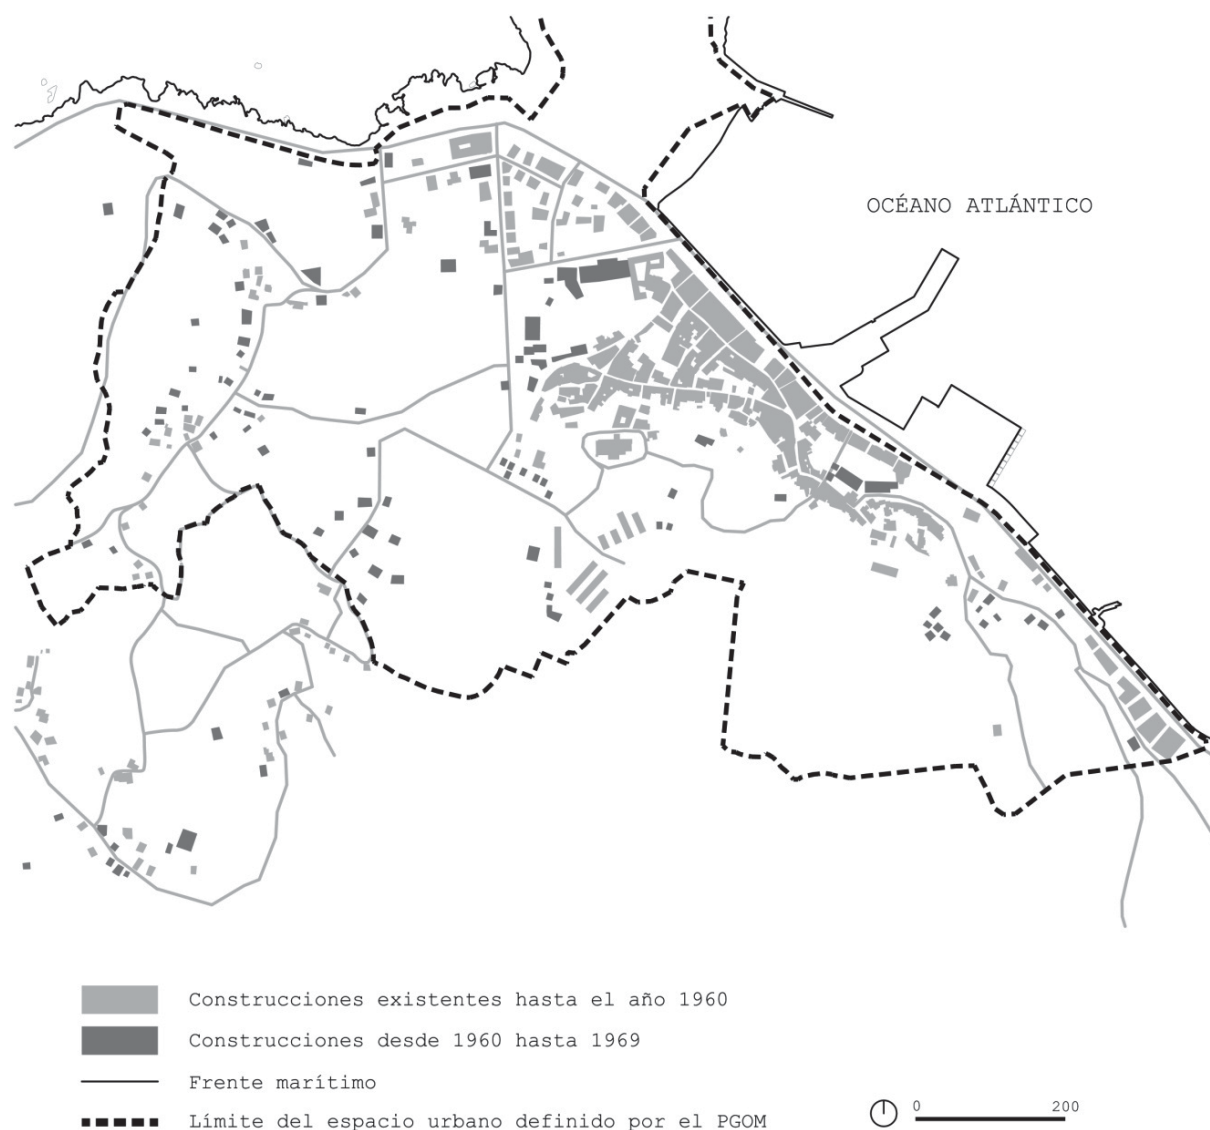 OCÉANO ATLÁNTICO
Construcciones existentes hasta el año 1960
Construcciones desde 1960 hasta 1969
Frente marítimo
0 200
Límite del espacio urbano definido por el PGOM